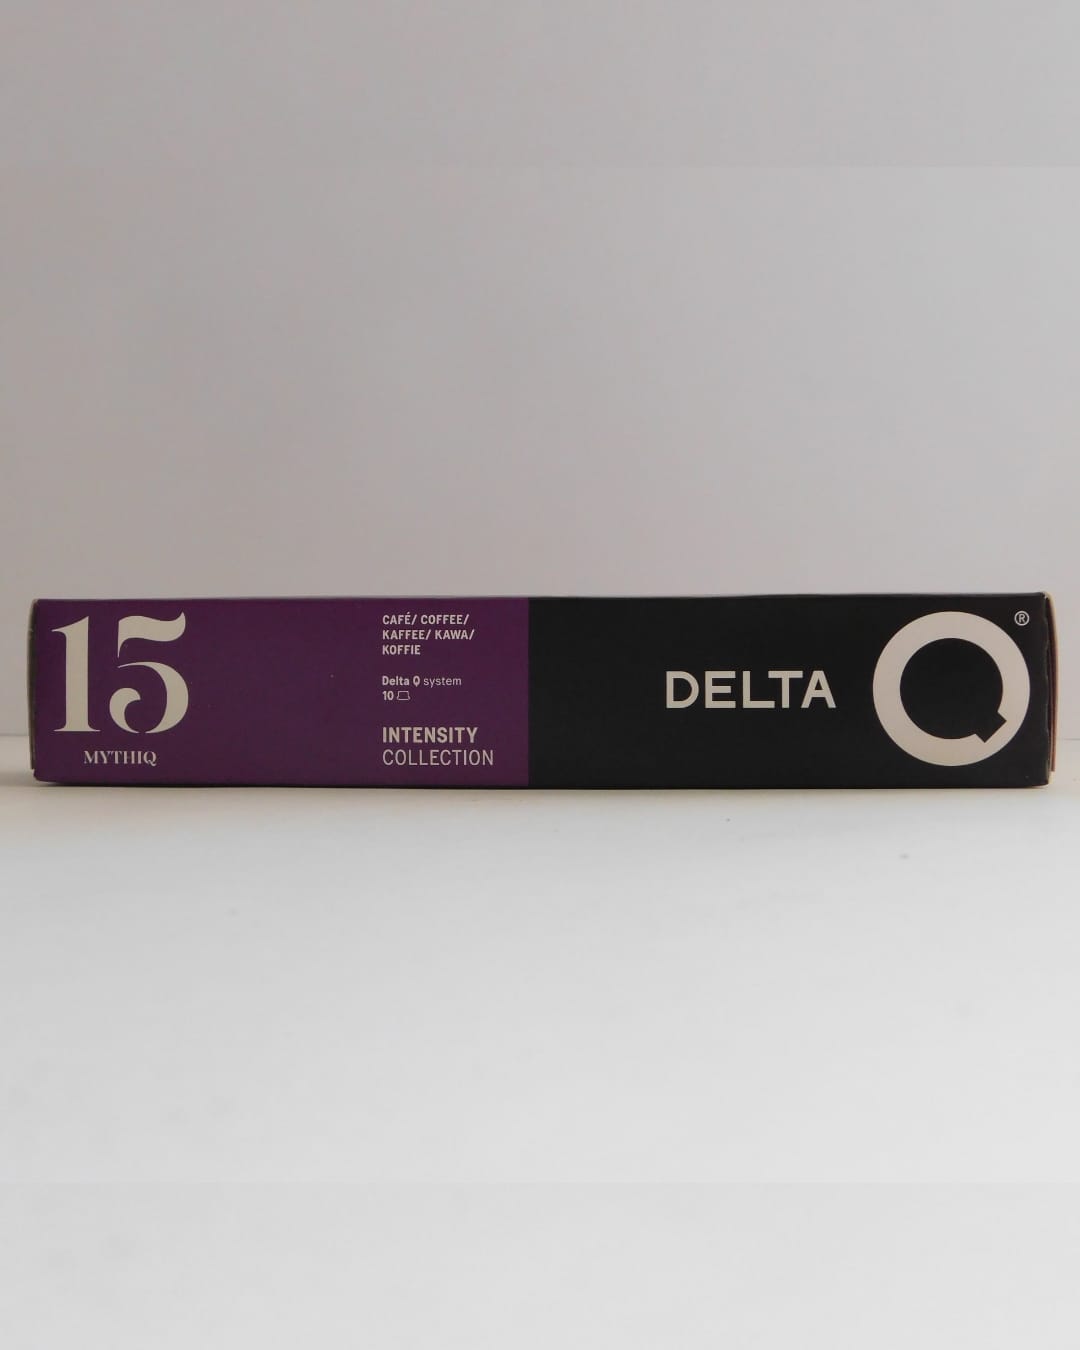 15
MYTHIQ
CAFÉ/ COFFEE/
KAFFEE/ KAWA/
KOFFIE
Delta Q system
10
INTENSITY
COLLECTION
DELTA Q®